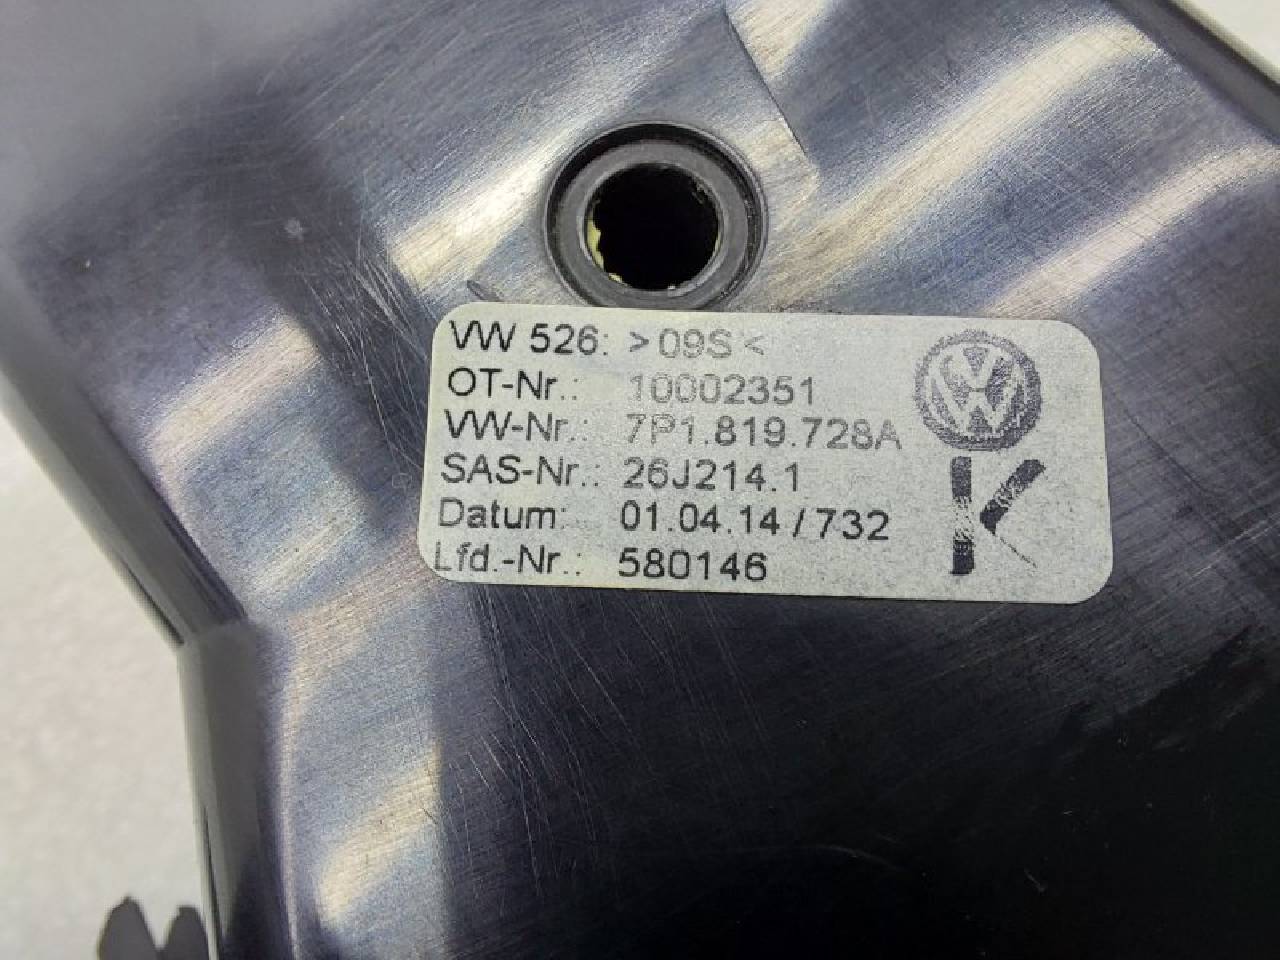 VW 526: >09S<
OT-Nr.: 10002351
VW-Nr.: 7P1.819.728A
SAS-Nr.: 26J214.1
Datum: 01.04.14/732
Lfd.-Nr.: 580146
VW
K